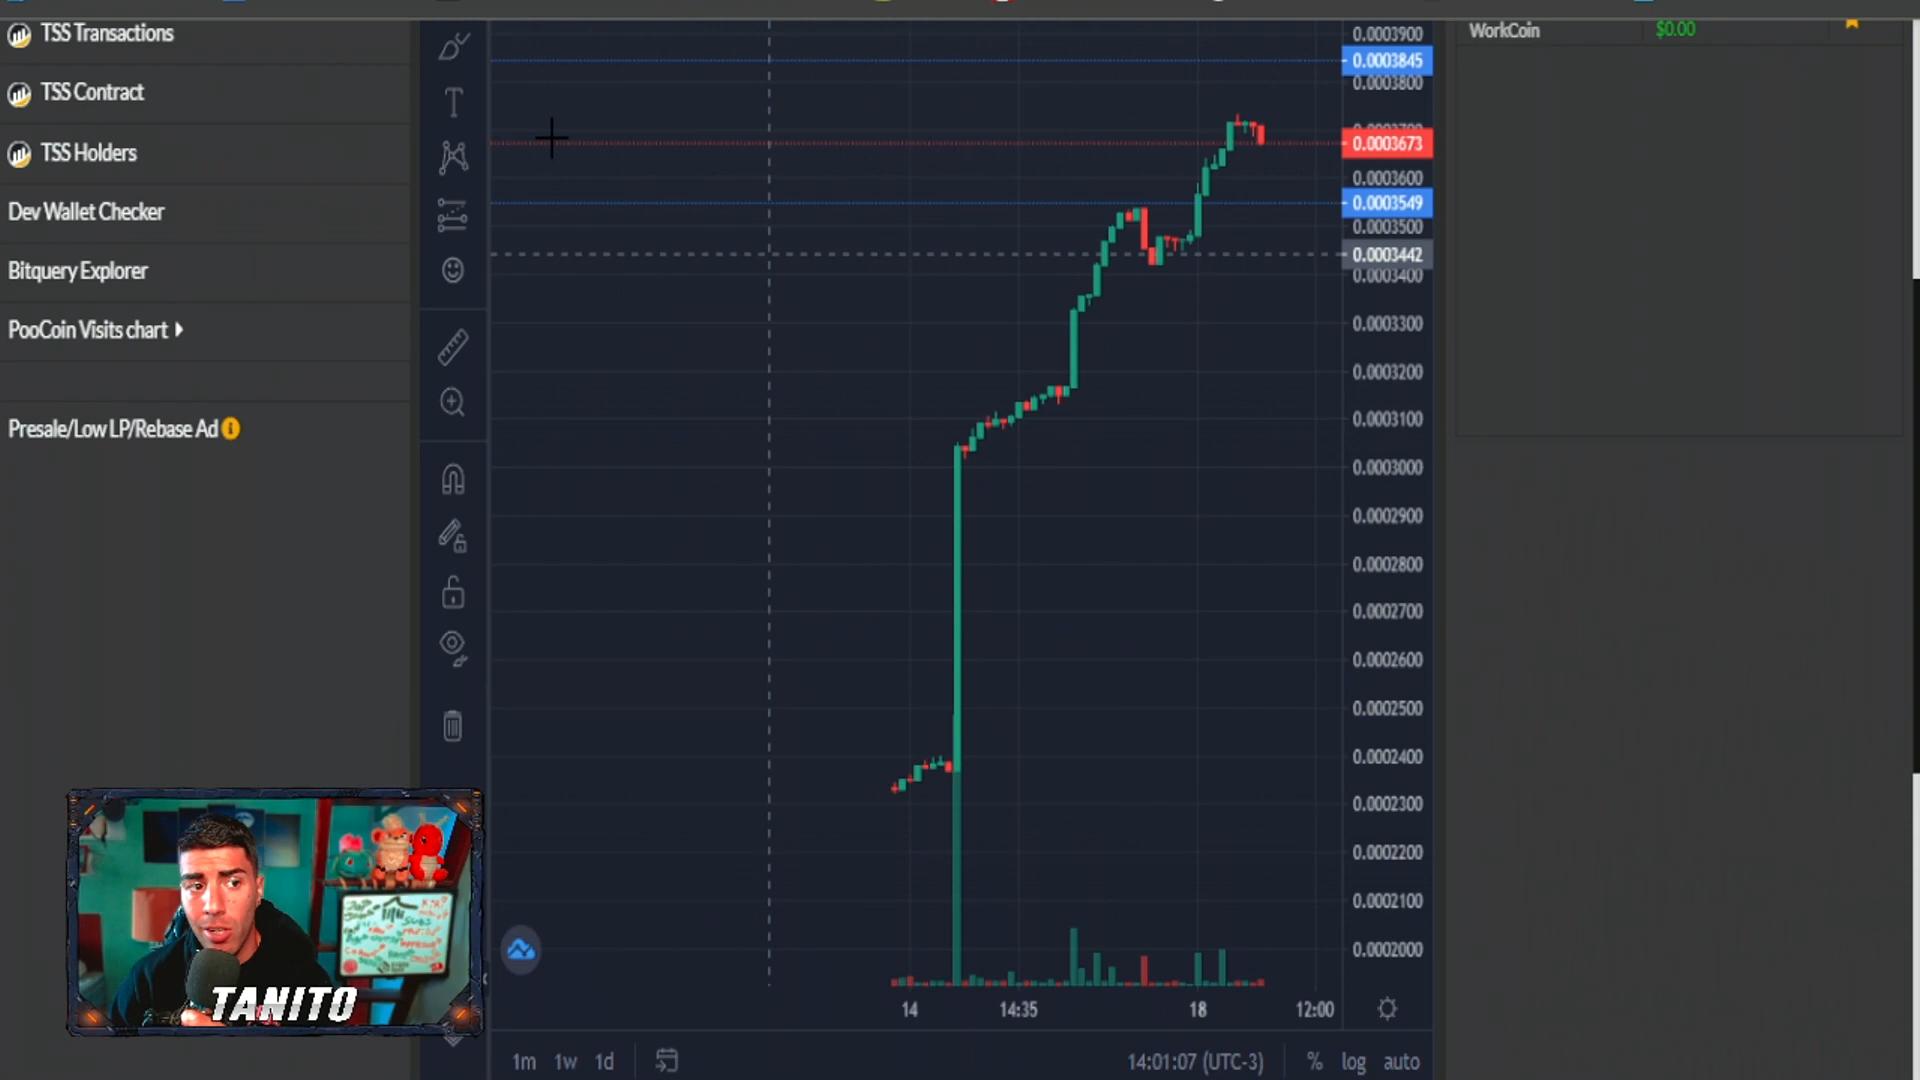 TSS Transactions
TSS Contract
TSS Holders
Dev Wallet Checker
Bitquery Explorer
PooCoin Visits chart
Presale/Low LP/Rebase Ad
WorkCoin $0.00
0.0003900
0.0003845
0.0003800
0.0003673
0.0003600
0.0003549
0.0003500
0.0003442
0.0003400
0.0003300
0.0003200
0.0003100
0.0003000
0.0002900
0.0002800
0.0002700
0.0002600
0.0002500
0.0002400
0.0002300
0.0002200
0.0002100
0.0002000
14 14:35 18 12:00
1m 1w 1d
14:01:07 (UTC-3) % log auto
TANITO